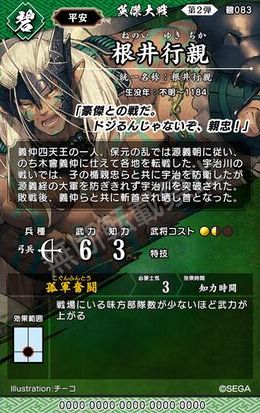 碧 平安 英傑大戦 第2弾 碧083
ねのい ゆきちか
根井行親
統一名称：根井行親
生没年：不明～1184
「豪傑との戦だ。
ドジるんじゃないぞ、親忠！」
義仲四天王の一人。保元の乱では源義朝に従い、
のち木曾義仲に仕えて各地を転戦した。宇治川の
戦いでは、子の楯親忠らと共に宇治を防衛したが
源義経の大軍を防ぎきれず宇治川を突破された。
敗戦後、義仲らと共に斬首され晒し首となった。
兵種 武力 知力 武将コスト
弓兵 6 3 特技
ぐんふんとう 必要士気 効果時間
孤軍奮闘 3 知力時間
効果範囲
戦場にいる味方部隊数が少ないほど武力が
上がる
Illustration:チーコ ©SEGA
0000-0000-0000-0000-0000